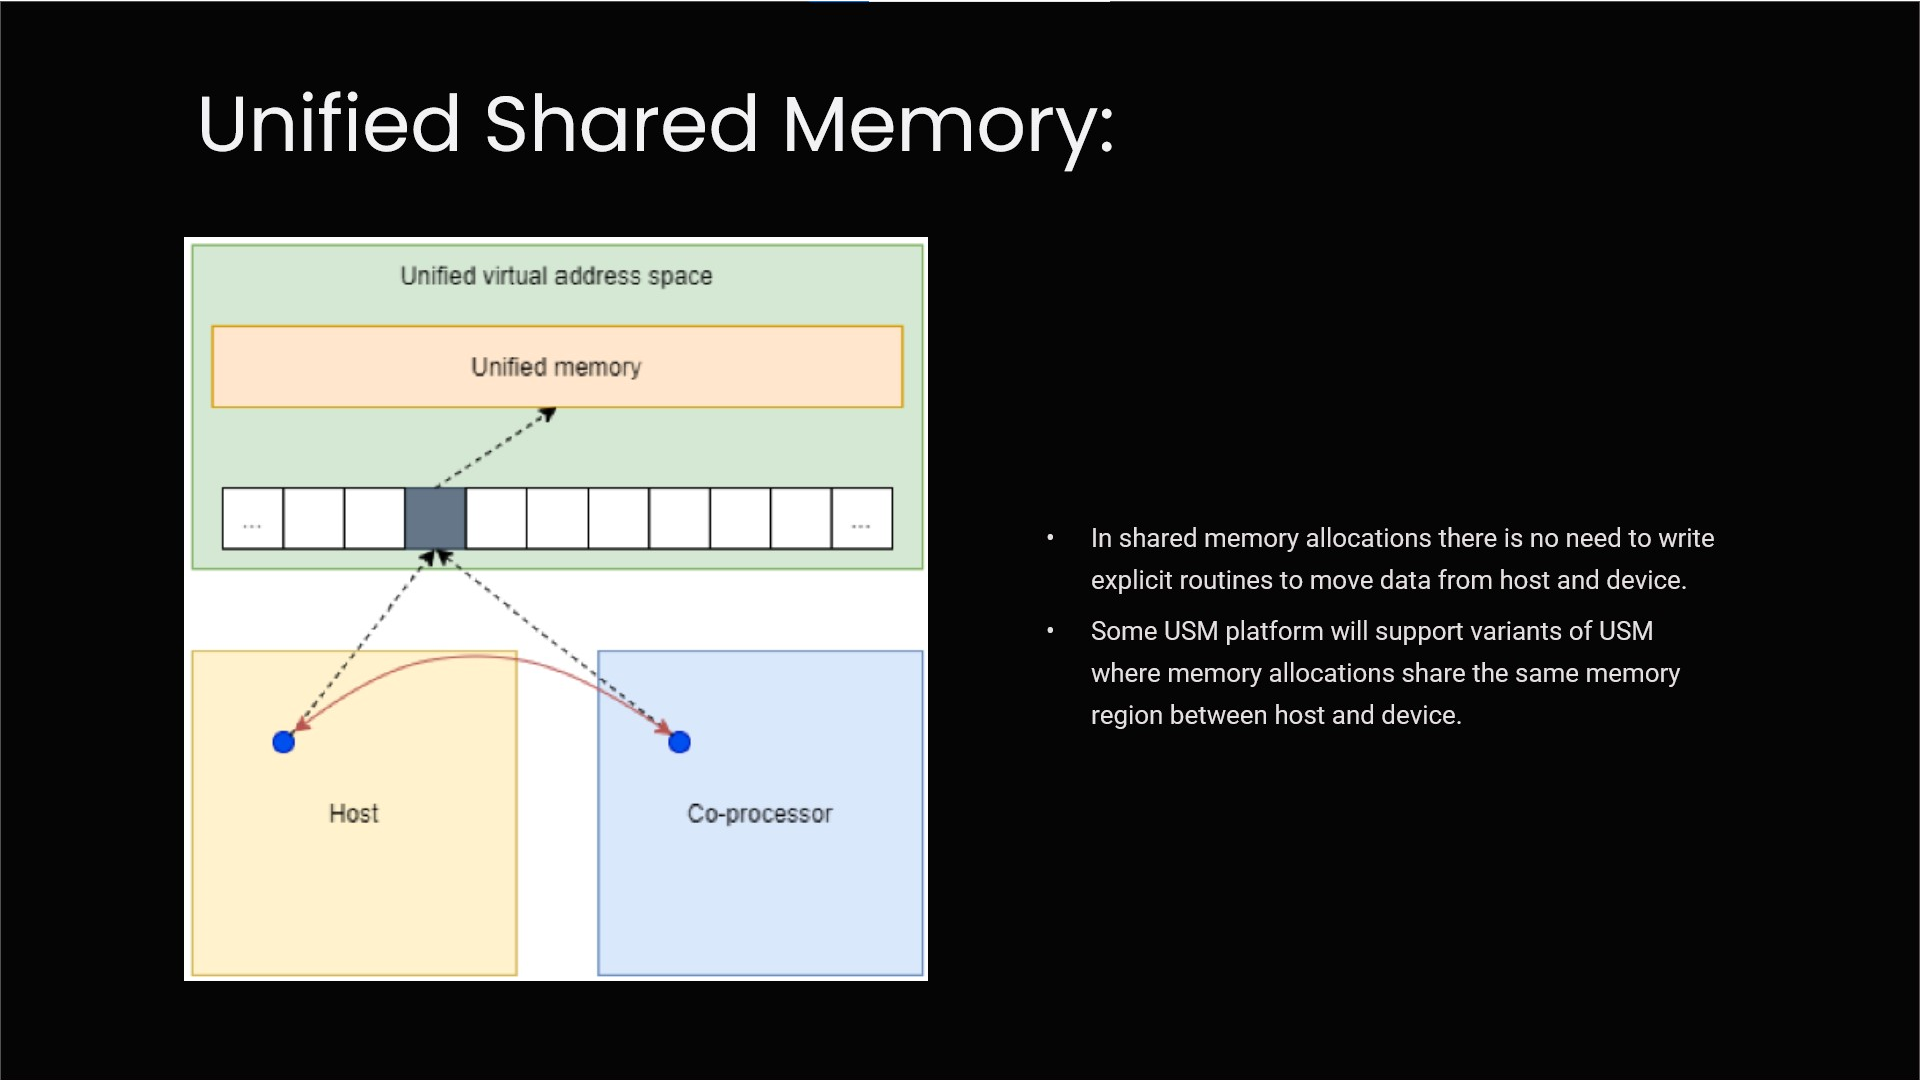 Unified Shared Memory:
Unified virtual address space
Unified memory
... ...
Host
Co-processor
• In shared memory allocations there is no need to write
explicit routines to move data from host and device.
• Some USM platform will support variants of USM
where memory allocations share the same memory
region between host and device.